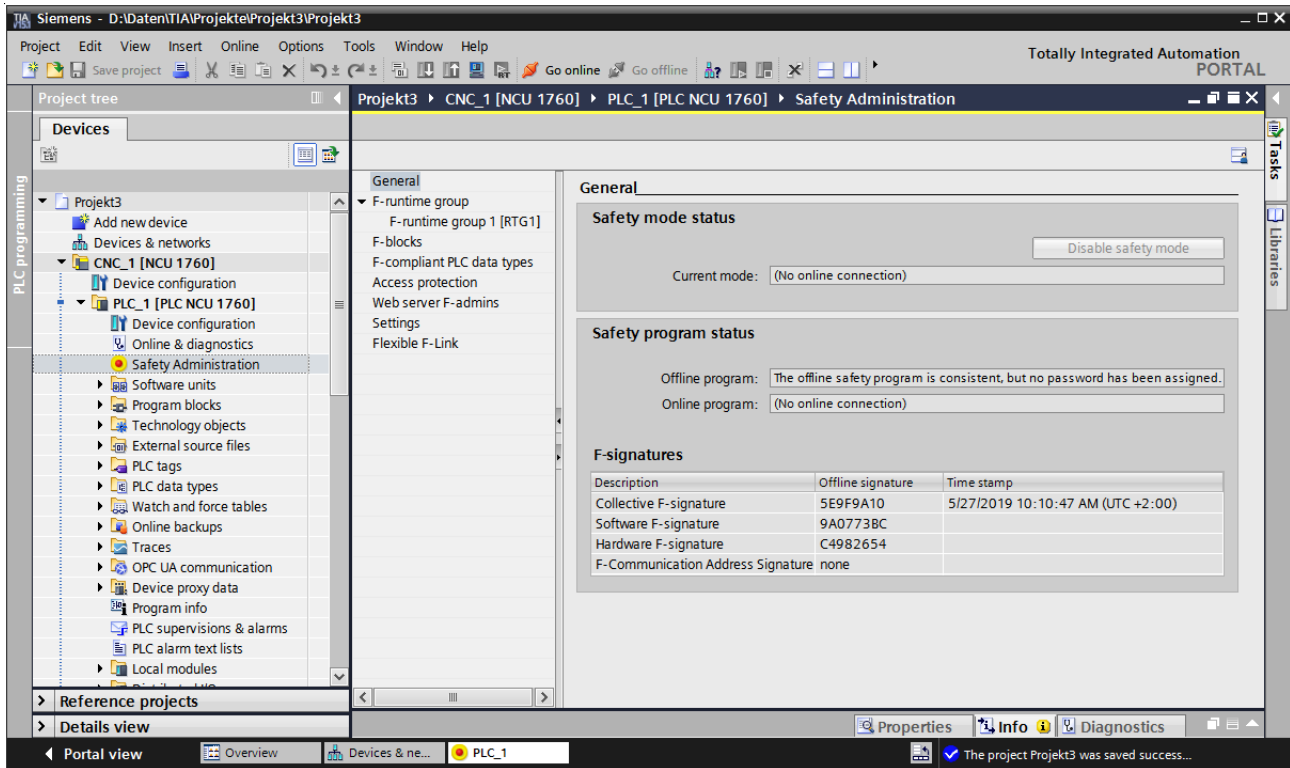 Siemens - D:\Daten\TIA\Projekte\Projekt3\Projekt3
Project Edit View Insert Online Options Tools Window Help
Totally Integrated Automation
PORTAL
Save project Go online Go offline
Project tree
Projekt3 CNC_1 [NCU 1760] PLC_1 [PLC NCU 1760] Safety Administration
Devices
PLC programming
Projekt3
Add new device
Devices & networks
CNC_1 [NCU 1760]
Device configuration
PLC_1 [PLC NCU 1760]
Device configuration
Online & diagnostics
Safety Administration
Software units
Program blocks
Technology objects
External source files
PLC tags
PLC data types
Watch and force tables
Online backups
Traces
OPC UA communication
Device proxy data
Program info
PLC supervisions & alarms
PLC alarm text lists
Local modules
Reference projects
Details view
General
F-runtime group
F-runtime group 1 [RTG1]
F-blocks
F-compliant PLC data types
Access protection
Web server F-admins
Settings
Flexible F-Link
General
Safety mode status
Disable safety mode
Current mode: (No online connection)
Safety program status
Offline program: The offline safety program is consistent, but no password has been assigned.
Online program: (No online connection)
F-signatures
Description Offline signature Time stamp
Collective F-signature 5E9F9A10 5/27/2019 10:10:47 AM (UTC +2:00)
Software F-signature 9A0773BC
Hardware F-signature C4982654
F-Communication Address Signature none
Tasks
Libraries
Properties Info Diagnostics
Portal view Overview Devices & ne... PLC_1 The project Projekt3 was saved success...